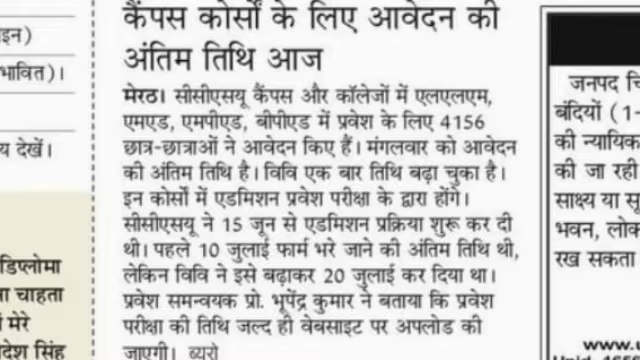 कैंपस कोर्सों के लिए आवेदन की
अंतिम तिथि आज
मेरठ। सीसीएसयू कैंपस और कॉलेजों में एलएलएम,
एमएड, एमपीएड, बीपीएड में प्रवेश के लिए 4156
छात्र-छात्राओं ने आवेदन किए हैं। मंगलवार को आवेदन
की अंतिम तिथि है। विवि एक बार तिथि बढ़ा चुका है।
इन कोर्सों में एडमिशन प्रवेश परीक्षा के द्वारा होंगे।
सीसीएसयू ने 15 जून से एडमिशन प्रक्रिया शुरू कर दी
थी। पहले 10 जुलाई फार्म भरे जाने की अंतिम तिथि थी,
लेकिन विवि ने इसे बढ़ाकर 20 जुलाई कर दिया था।
प्रवेश समन्वयक प्रो. भूपेंद्र कुमार ने बताया कि प्रवेश
परीक्षा की तिथि जल्द ही वेबसाइट पर अपलोड की
जाएगी। ब्यूरो
इन)
भावित)।
य देखें।
डिप्लोमा
चाहता
मेरे
सिंह
जनपद
बंदियों (1-
की न्यायिक
की जा रही
साक्ष्य या
भवन,
रख सकता
www.u